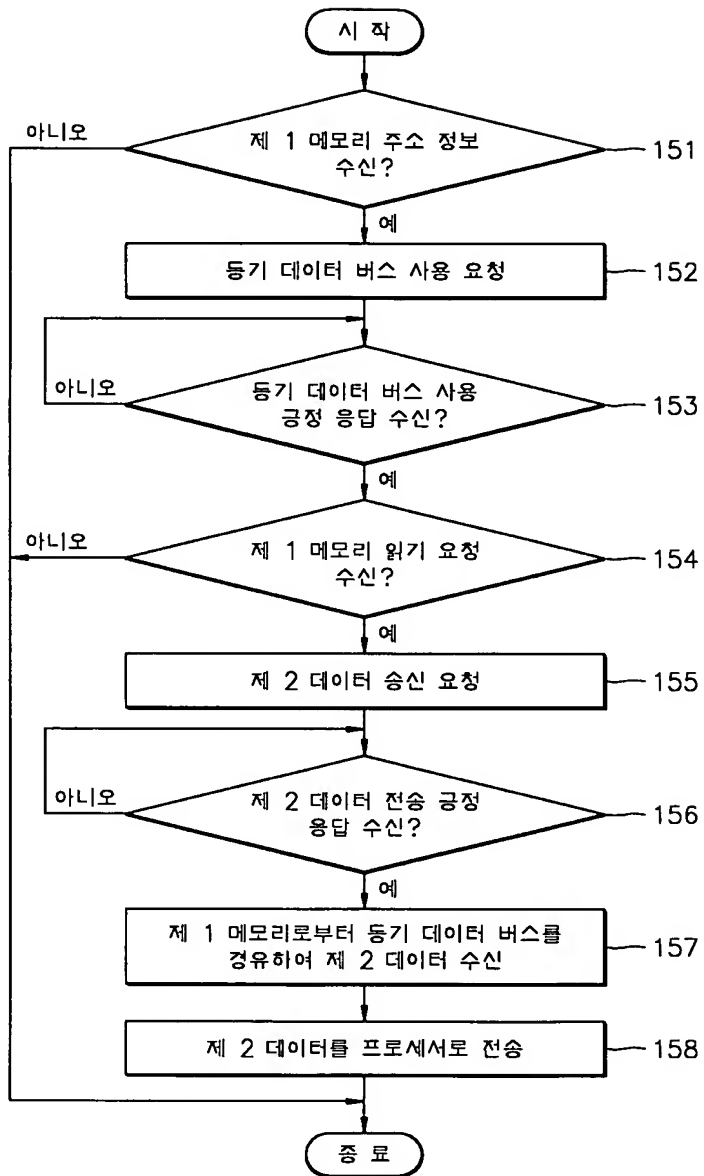 시 작
아니오
제 1 메모리 주소 정보
수신?
151
예
동기 데이터 버스 사용 요청
152
아니오
동기 데이터 버스 사용
긍정 응답 수신?
153
예
아니오
제 1 메모리 읽기 요청
수신?
154
예
제 2 데이터 송신 요청
155
아니오
제 2 데이터 전송 긍정
응답 수신?
156
예
제 1 메모리로부터 동기 데이터 버스를
경유하여 제 2 데이터 수신
157
제 2 데이터를 프로세서로 전송
158
종 료